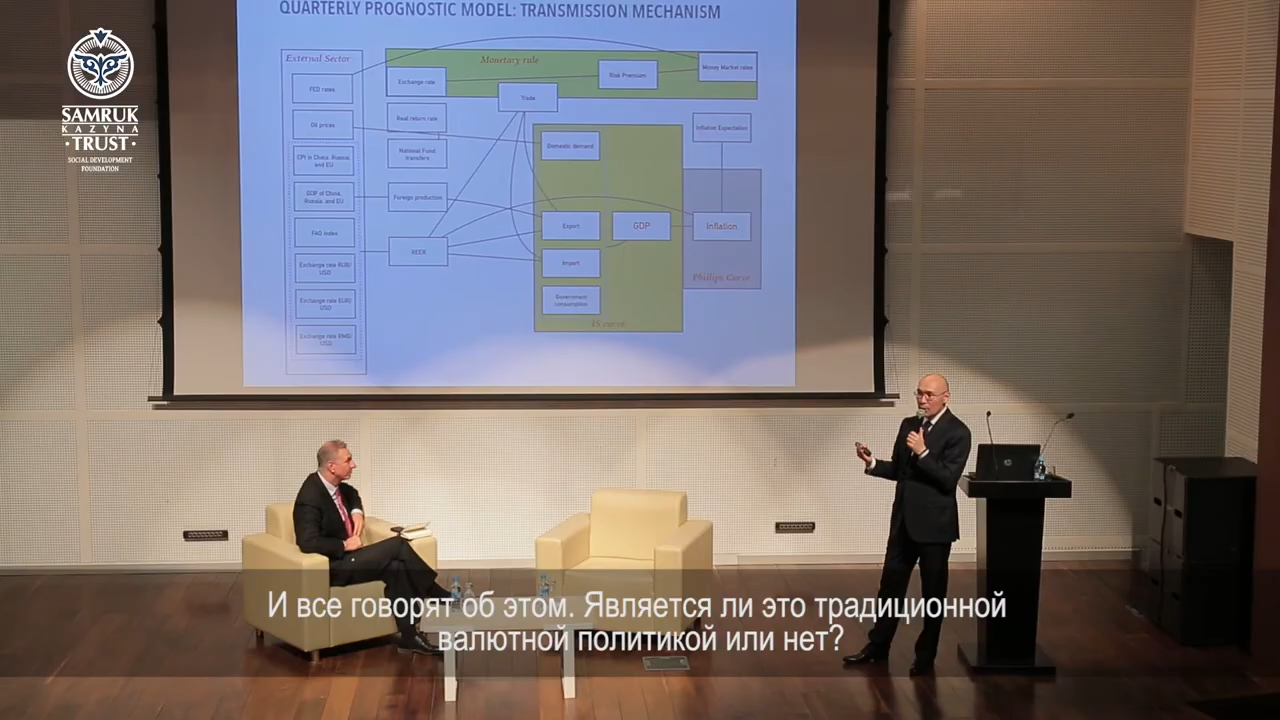 QUARTERLY PROGNOSTIC MODEL: TRANSMISSION MECHANISM
SAMRUK
KAZYNA
·TRUST·
SOCIAL DEVELOPMENT
FOUNDATION
External Sector
FED rates
Oil prices
CPI in China, Russia,
and EU
GDP of China,
Russia, and EU
FAO Index
Exchange rate RUB/
USD
Exchange rate EUR/
USD
Exchange rate RMB/
USD
Monetary rule
Exchange rate
Risk Premium
Money Market rates
Real return rate
National Fund
transfers
Foreign production
REER
Trade
Domestic demand
Export
Import
Government
consumption
GDP
IS curve
Inflation Expectation
Inflation
Phillips Curve
И все говорят об этом. Является ли это традиционной
валютной политикой или нет?